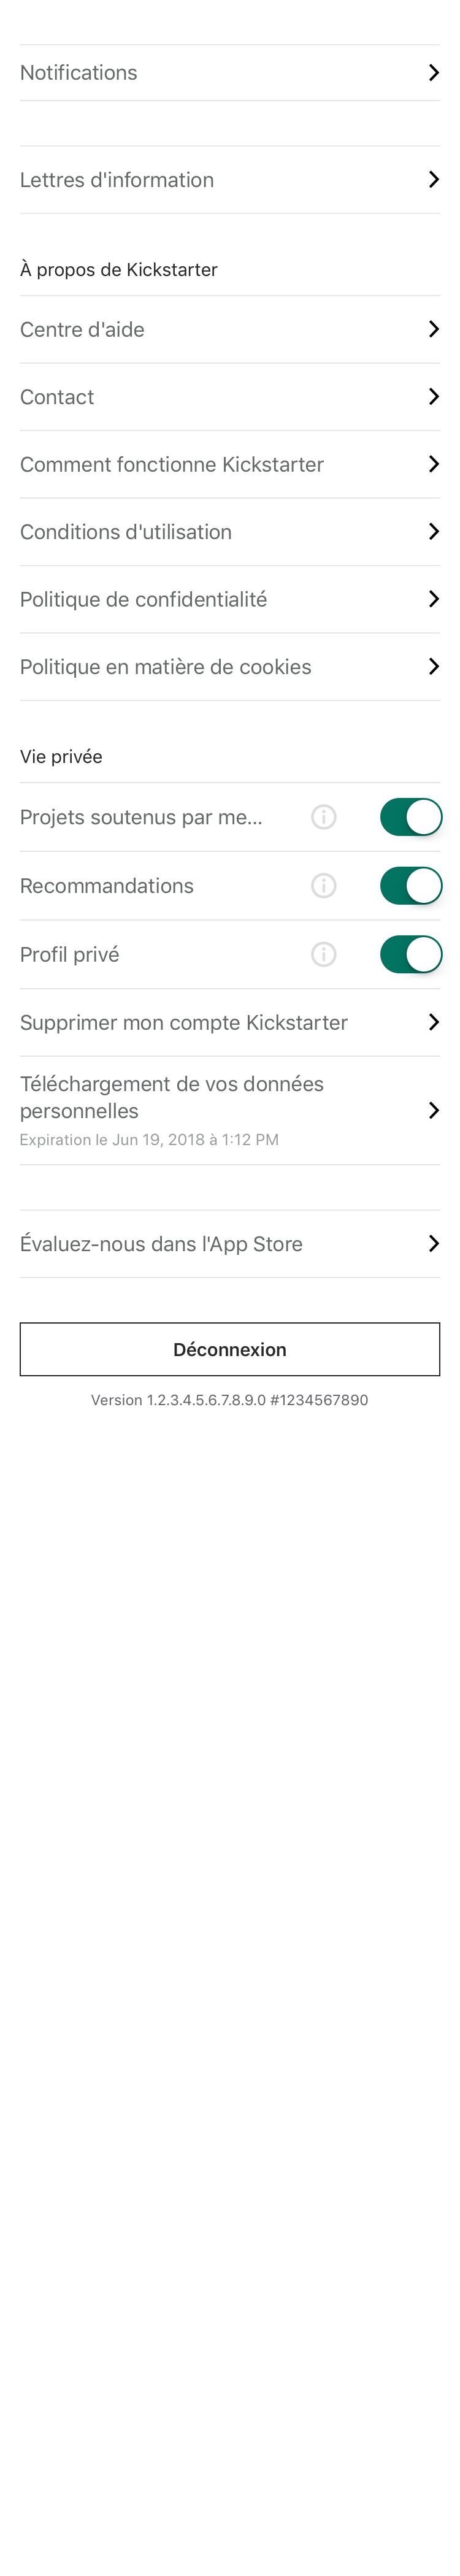 Notifications
Lettres d'information
À propos de Kickstarter
Centre d'aide
Contact
Comment fonctionne Kickstarter
Conditions d'utilisation
Politique de confidentialité
Politique en matière de cookies
Vie privée
Projets soutenus par me...
Recommandations
Profil privé
Supprimer mon compte Kickstarter
Téléchargement de vos données
personnelles
Expiration le Jun 19, 2018 à 1:12 PM
Évaluez-nous dans l'App Store
Déconnexion
Version 1.2.3.4.5.6.7.8.9.0 #1234567890